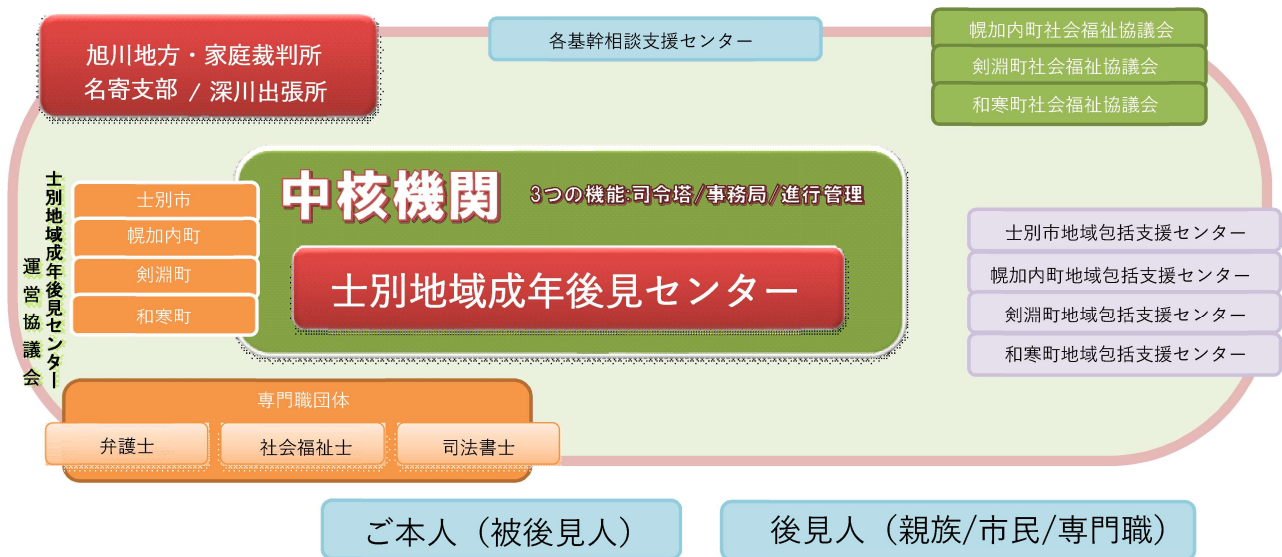 旭川地方・家庭裁判所
名寄支部 / 深川出張所
各基幹相談支援センター
幌加内町社会福祉協議会
剣淵町社会福祉協議会
和寒町社会福祉協議会
中核機関
3つの機能:司令塔/事務局/進行管理
士別地域成年後見センター
士別地域成年後見センター
運営協議会
士別市
幌加内町
剣淵町
和寒町
士別市地域包括支援センター
幌加内町地域包括支援センター
剣淵町地域包括支援センター
和寒町地域包括支援センター
専門職団体
弁護士
社会福祉士
司法書士
ご本人（被後見人）
後見人（親族/市民/専門職）